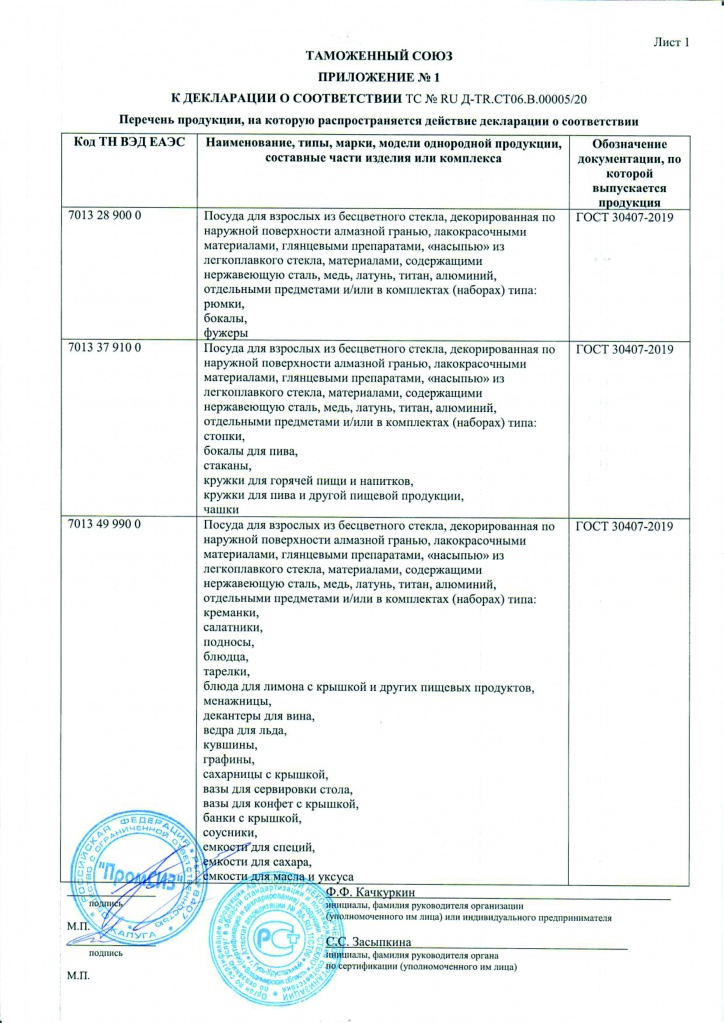 Лист 1
ТАМОЖЕННЫЙ СОЮЗ
ПРИЛОЖЕНИЕ № 1
К ДЕКЛАРАЦИИ О СООТВЕТСТВИИ ТС № RU Д-TR.СТ06.В.00005/20
Перечень продукции, на которую распространяется действие декларации о соответствии
Код ТН ВЭД ЕАЭС
Наименование, типы, марки, модели однородной продукции,
составные части изделия или комплекса
Обозначение
документации, по
которой
выпускается
продукция
7013 28 900 0
Посуда для взрослых из бесцветного стекла, декорированная по
наружной поверхности алмазной гранью, лакокрасочными
материалами, глянцевыми препаратами, «насыпью» из
легкоплавкого стекла, материалами, содержащими
нержавеющую сталь, медь, латунь, титан, алюминий,
отдельными предметами и/или в комплектах (наборах) типа:
рюмки,
бокалы,
фужеры
ГОСТ 30407-2019
7013 37 910 0
Посуда для взрослых из бесцветного стекла, декорированная по
наружной поверхности алмазной гранью, лакокрасочными
материалами, глянцевыми препаратами, «насыпью» из
легкоплавкого стекла, материалами, содержащими
нержавеющую сталь, медь, латунь, титан, алюминий,
отдельными предметами и/или в комплектах (наборах) типа:
стопки,
бокалы для пива,
стаканы,
кружки для горячей пищи и напитков,
кружки для пива и другой пищевой продукции,
чашки
ГОСТ 30407-2019
7013 49 990 0
Посуда для взрослых из бесцветного стекла, декорированная по
наружной поверхности алмазной гранью, лакокрасочными
материалами, глянцевыми препаратами, «насыпью» из
легкоплавкого стекла, материалами, содержащими
нержавеющую сталь, медь, латунь, титан, алюминий,
отдельными предметами и/или в комплектах (наборах) типа:
креманки,
салатники,
подносы,
блюдца,
тарелки,
блюда для лимона с крышкой и других пищевых продуктов,
менажницы,
декантеры для вина,
ведра для льда,
кувшины,
графины,
сахарницы с крышкой,
вазы для сервировки стола,
вазы для конфет с крышкой,
банки с крышкой,
соусники,
емкости для специй,
емкости для сахара,
емкости для масла и уксуса
ГОСТ 30407-2019
РОССИЙСКАЯ ФЕДЕРАЦИЯ
"ПромСИЗ"
КАЛУГА
Ф.Ф. Качкуркин
подпись
инициалы, фамилия руководителя организации
(уполномоченного им лица) или индивидуального предпринимателя
М.П.
С.С. Засыпкина
подпись
инициалы, фамилия руководителя органа
по сертификации (уполномоченного им лица)
М.П.